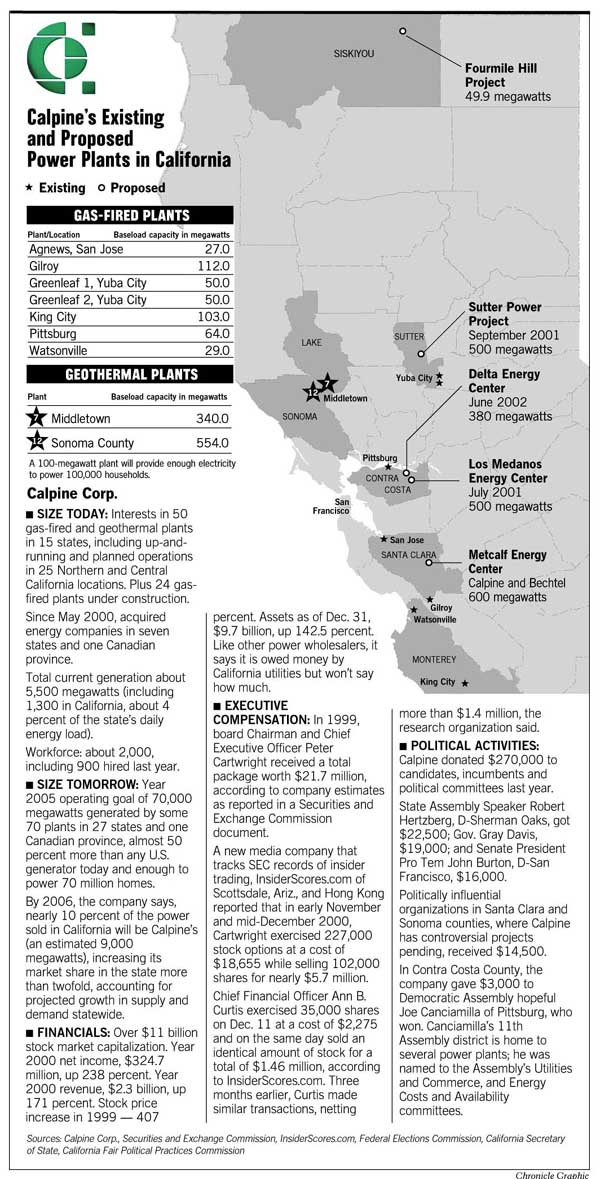 Calpine's Existing
and Proposed
Power Plants in California
★ Existing ○ Proposed
GAS-FIRED PLANTS
Plant/Location Baseload capacity in megawatts
Agnews, San Jose 27.0
Gilroy 112.0
Greenleaf 1, Yuba City 50.0
Greenleaf 2, Yuba City 50.0
King City 103.0
Pittsburg 64.0
Watsonville 29.0
GEOTHERMAL PLANTS
Plant Baseload capacity in megawatts
7 Middletown 340.0
12 Sonoma County 554.0
A 100-megawatt plant will provide enough electricity
to power 100,000 households.
SISKIYOU
Fourmile Hill
Project
49.9 megawatts
LAKE
SUTTER
Sutter Power
Project
September 2001
500 megawatts
Yuba City
7
12
Middletown
SONOMA
Delta Energy
Center
June 2002
380 megawatts
Pittsburg
CONTRA
COSTA
Los Medanos
Energy Center
July 2001
500 megawatts
San
Francisco
San Jose
SANTA CLARA
Metcalf Energy
Center
Calpine and Bechtel
600 megawatts
Gilroy
Watsonville
MONTEREY
King City
Calpine Corp.
■ SIZE TODAY: Interests in 50
gas-fired and geothermal plants
in 15 states, including up-and-
running and planned operations
in 25 Northern and Central
California locations. Plus 24 gas-
fired plants under construction.
Since May 2000, acquired
energy companies in seven
states and one Canadian
province.
Total current generation about
5,500 megawatts (including
1,300 in California, about 4
percent of the state's daily
energy load).
Workforce: about 2,000,
including 900 hired last year.
■ SIZE TOMORROW: Year
2005 operating goal of 70,000
megawatts generated by some
70 plants in 27 states and one
Canadian province, almost 50
percent more than any U.S.
generator today and enough to
power 70 million homes.
By 2006, the company says,
nearly 10 percent of the power
sold in California will be Calpine's
(an estimated 9,000
megawatts), increasing its
market share in the state more
than twofold, accounting for
projected growth in supply and
demand statewide.
■ FINANCIALS: Over $11 billion
stock market capitalization. Year
2000 net income, $324.7
million, up 238 percent. Year
2000 revenue, $2.3 billion, up
171 percent. Stock price
increase in 1999 — 407
percent. Assets as of Dec. 31,
$9.7 billion, up 142.5 percent.
Like other power wholesalers, it
says it is owed money by
California utilities but won't say
how much.
■ EXECUTIVE
COMPENSATION: In 1999,
board Chairman and Chief
Executive Officer Peter
Cartwright received a total
package worth $21.7 million,
according to company estimates
as reported in a Securities and
Exchange Commission
document.
A new media company that
tracks SEC records of insider
trading, InsiderScores.com of
Scottsdale, Ariz., and Hong Kong
reported that in early November
and mid-December 2000,
Cartwright exercised 227,000
stock options at a cost of
$18,655 while selling 102,000
shares for nearly $5.7 million.
Chief Financial Officer Ann B.
Curtis exercised 35,000 shares
on Dec. 11 at a cost of $2,275
and on the same day sold an
identical amount of stock for a
total of $1.46 million, according
to InsiderScores.com. Three
months earlier, Curtis made
similar transactions, netting
more than $1.4 million, the
research organization said.
■ POLITICAL ACTIVITIES:
Calpine donated $270,000 to
candidates, incumbents and
political committees last year.
State Assembly Speaker Robert
Hertzberg, D-Sherman Oaks, got
$22,500; Gov. Gray Davis,
$19,000; and Senate President
Pro Tem John Burton, D-San
Francisco, $16,000.
Politically influential
organizations in Santa Clara and
Sonoma counties, where Calpine
has controversial projects
pending, received $14,500.
In Contra Costa County, the
company gave $3,000 to
Democratic Assembly hopeful
Joe Canciamilla of Pittsburg, who
won. Canciamilla's 11th
Assembly district is home to
several power plants; he was
named to the Assembly's Utilities
and Commerce, and Energy
Costs and Availability
committees.
Sources: Calpine Corp., Securities and Exchange Commission, InsiderScores.com, Federal Elections Commission, California Secretary
of State, California Fair Political Practices Commission
Chronicle Graphic